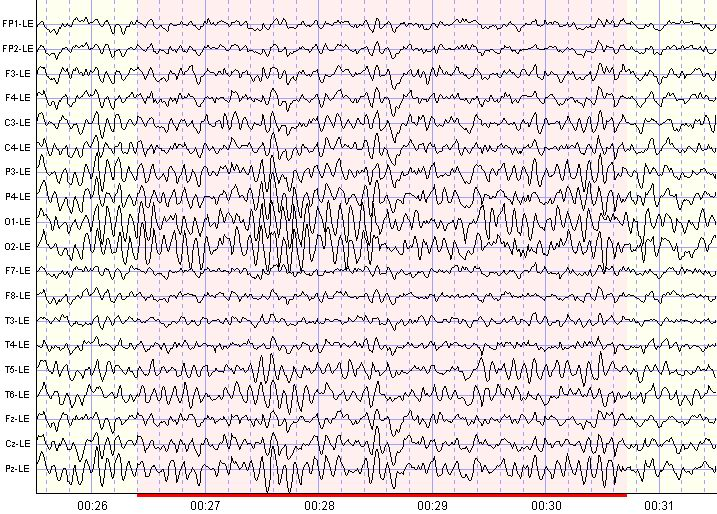 FP1-LE
FP2-LE
F3-LE
F4-LE
C3-LE
C4-LE
P3-LE
P4-LE
O1-LE
O2-LE
F7-LE
F8-LE
T3-LE
T4-LE
T5-LE
T6-LE
Fz-LE
Cz-LE
Pz-LE
00:26 00:27 00:28 00:29 00:30 00:31